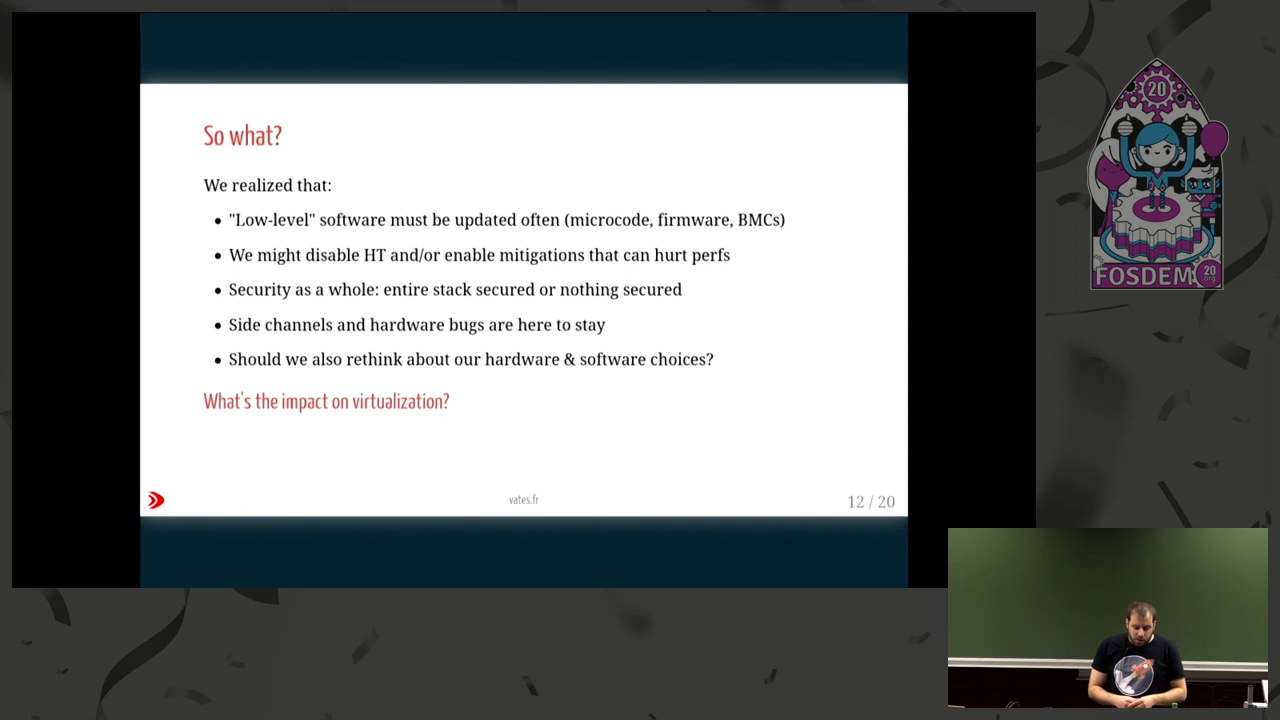 So what?
We realized that:
"Low-level" software must be updated often (microcode, firmware, BMCs)
We might disable HT and/or enable mitigations that can hurt perfs
Security as a whole: entire stack secured or nothing secured
Side channels and hardware bugs are here to stay
Should we also rethink about our hardware & software choices?
What's the impact on virtualization?
vates.fr
12 / 20
20
FOSDEM
20
.org